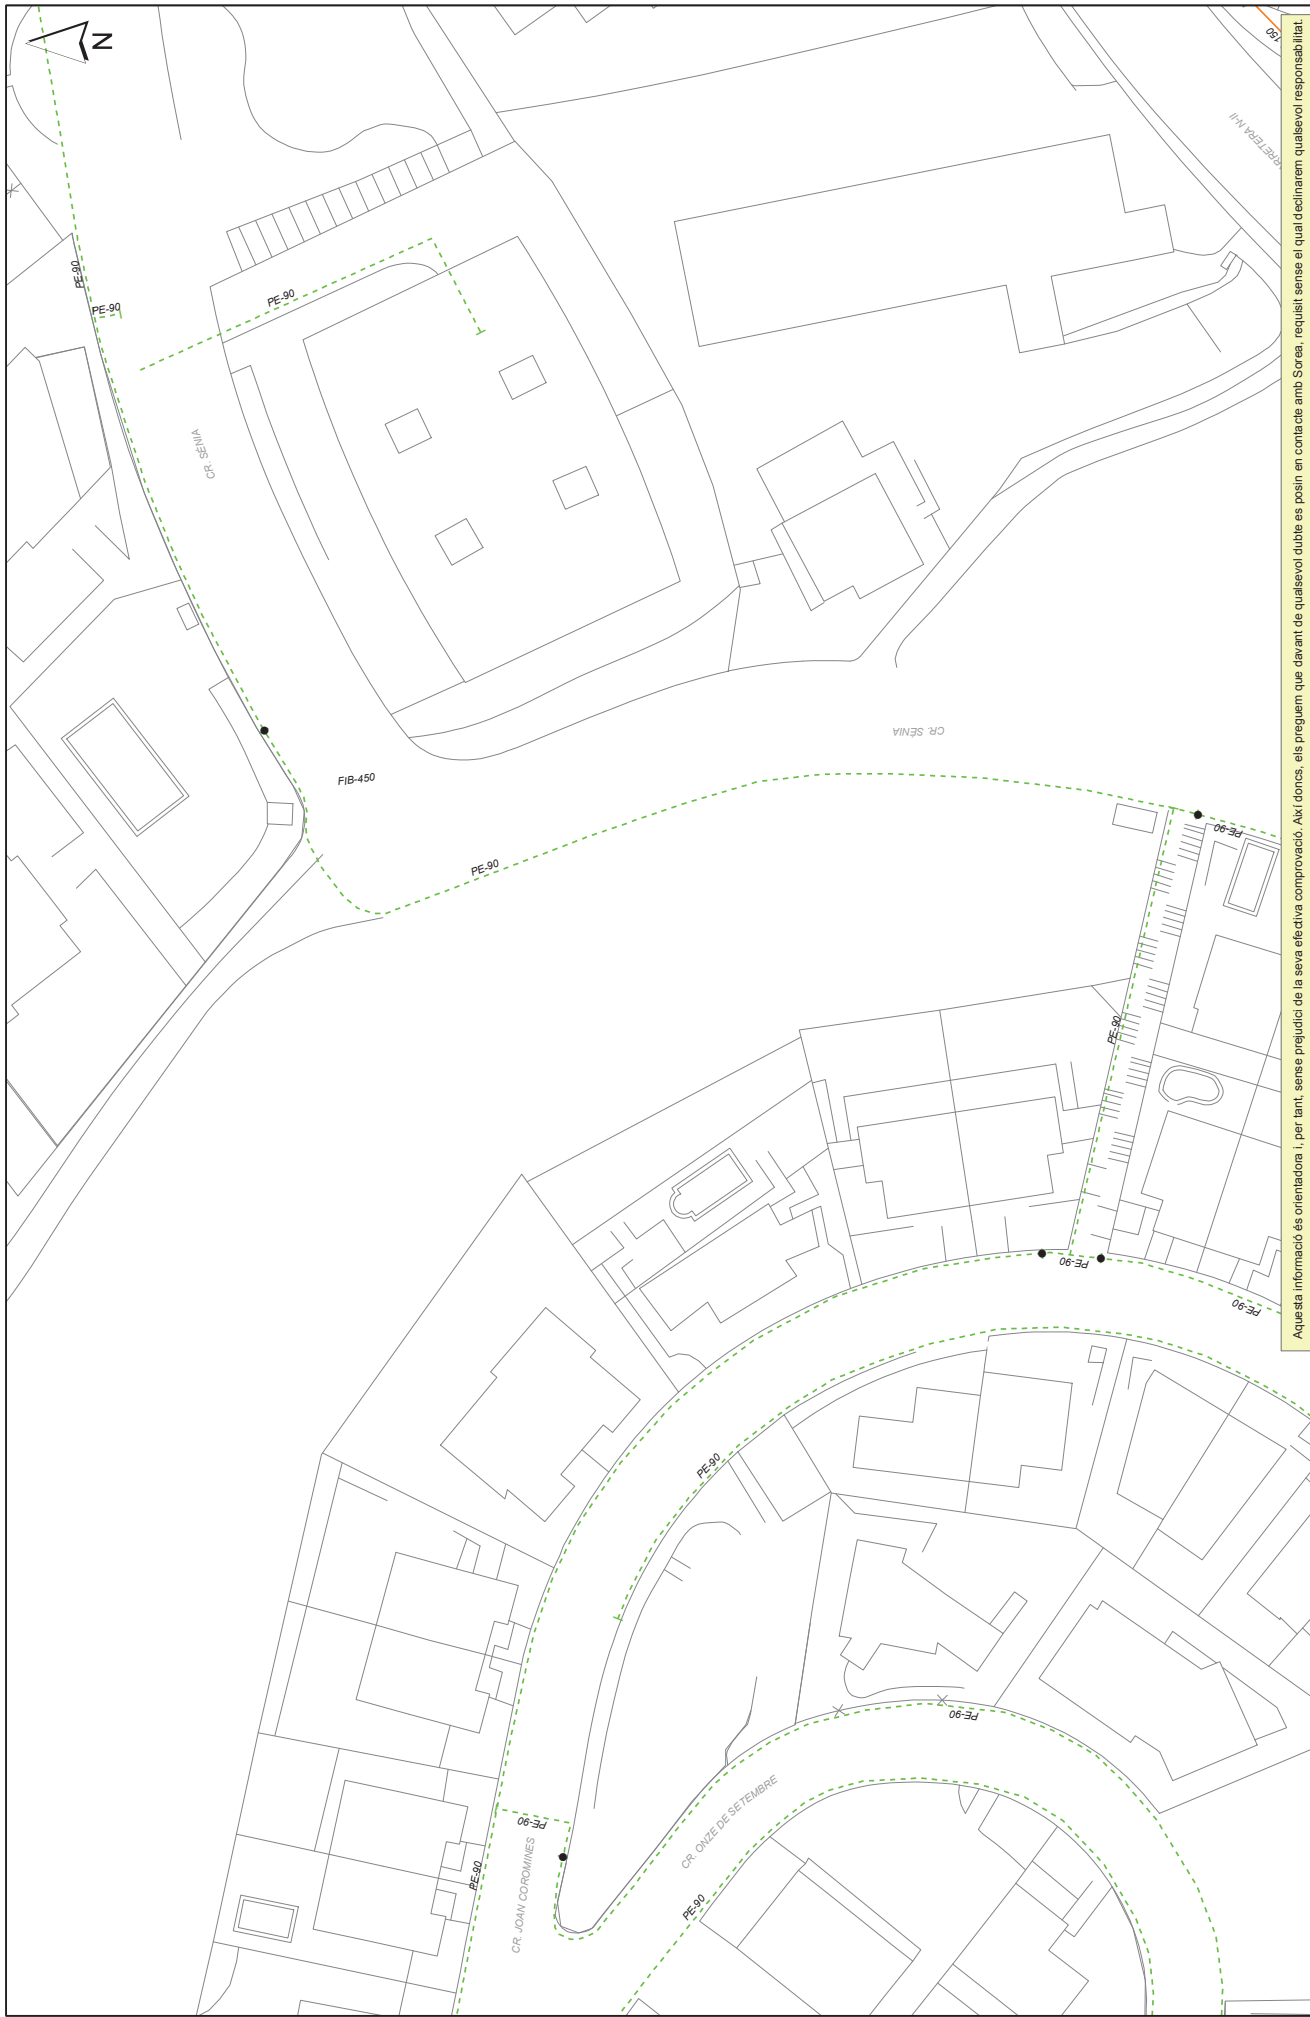 N
150
CARRETERA N-II
PE-90
PE-90
PE-90
CR. SÈNIA
CR. SÈNIA
FIB-450
PE-90
PE-90
PE-90
PE-90
PE-90
PE-90
PE-90
PE-90
CR. ONZE DE SETEMBRE
PE-90
PE-90
CR. JOAN COROMINES
PE-90
Aquesta informació és orientadora i, per tant, sense prejudici de la seva efectiva comprovació. Així doncs, els preguem que davant de qualsevol dubte es posin en contacte amb Sorea, requisit sense el qual declinarem qualsevol responsabilitat.